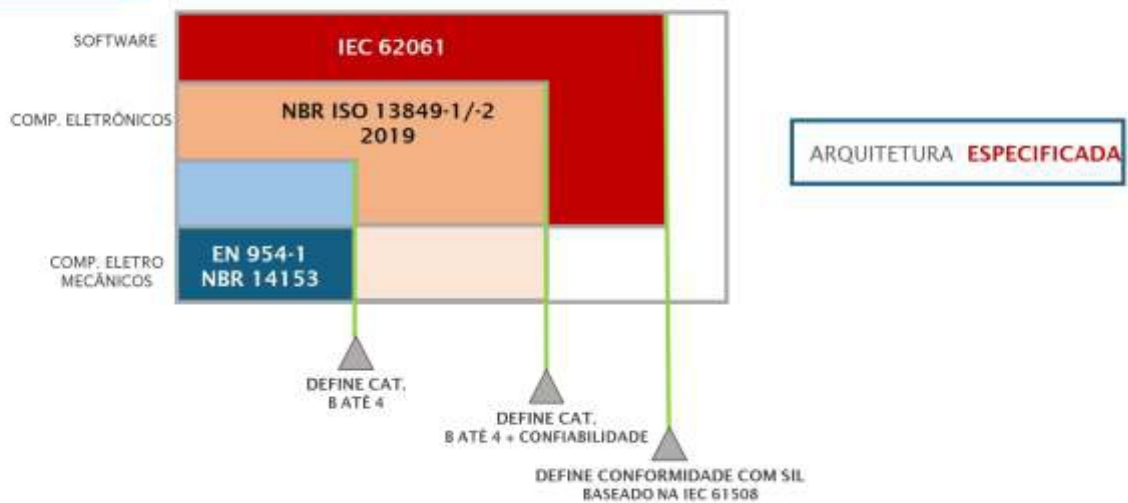 SOFTWARE
IEC 62061
COMP. ELETRÔNICOS
NBR ISO 13849-1/-2
2019
ARQUITETURA ESPECIFICADA
COMP. ELETRO
MECÂNICOS
EN 954-1
NBR 14153
DEFINE CAT.
B ATÉ 4
DEFINE CAT.
B ATÉ 4 + CONFIABILIDADE
DEFINE CONFORMIDADE COM SIL
BASEADO NA IEC 61508